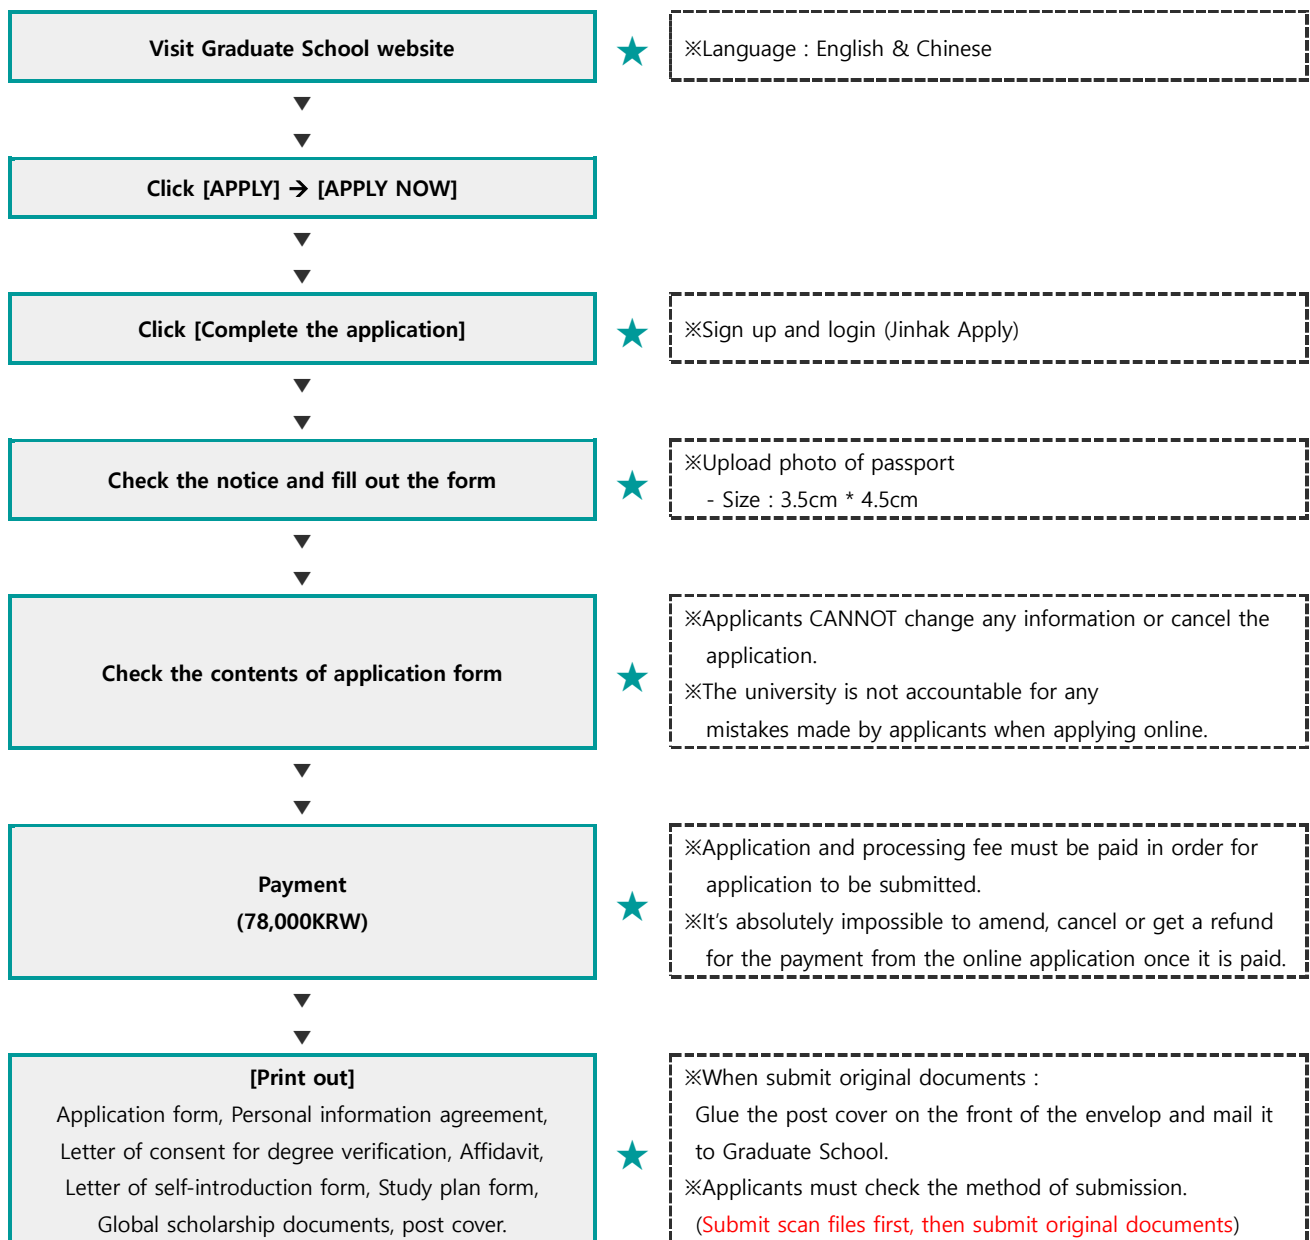 Visit Graduate School website
※Language : English & Chinese
Click [APPLY] → [APPLY NOW]
Click [Complete the application]
※Sign up and login (Jinhak Apply)
Check the notice and fill out the form
※Upload photo of passport
- Size : 3.5cm * 4.5cm
Check the contents of application form
※Applicants CANNOT change any information or cancel the
application.
※The university is not accountable for any
mistakes made by applicants when applying online.
Payment
(78,000KRW)
※Application and processing fee must be paid in order for
application to be submitted.
※It's absolutely impossible to amend, cancel or get a refund
for the payment from the online application once it is paid.
[Print out]
Application form, Personal information agreement,
Letter of consent for degree verification, Affidavit,
Letter of self-introduction form, Study plan form,
Global scholarship documents, post cover.
※When submit original documents :
Glue the post cover on the front of the envelop and mail it
to Graduate School.
※Applicants must check the method of submission.
(Submit scan files first, then submit original documents)